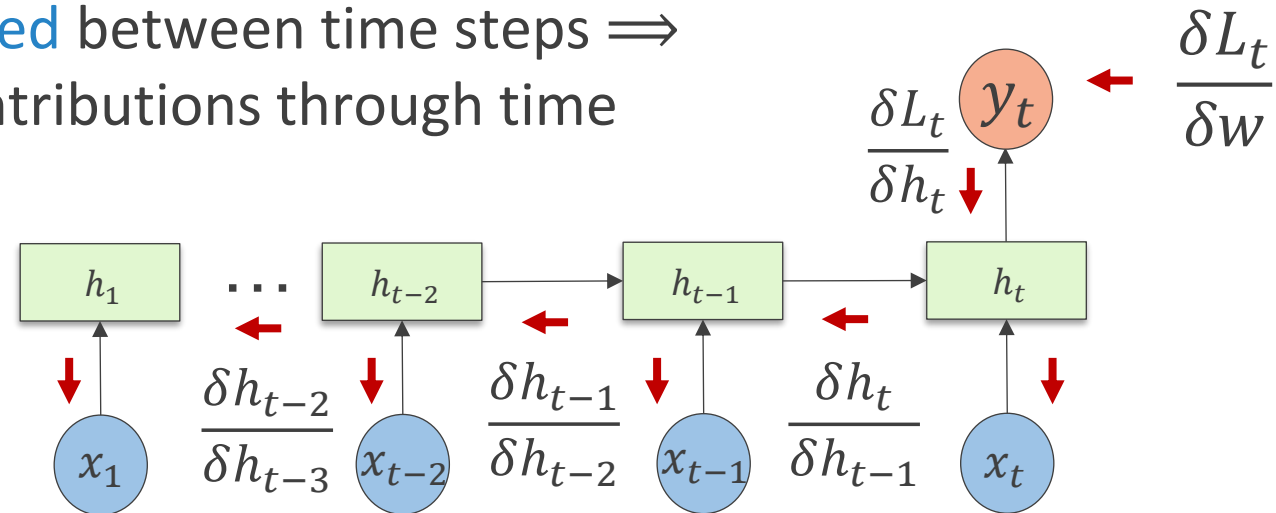 ed between time steps ⟹
ntributions through time
y_t
δL_t/δw
δL_t/δh_t
h_1 ... h_{t−2} h_{t−1} h_t
δh_{t−2}/δh_{t−3} δh_{t−1}/δh_{t−2} δh_t/δh_{t−1}
x_1 x_{t−2} x_{t−1} x_t